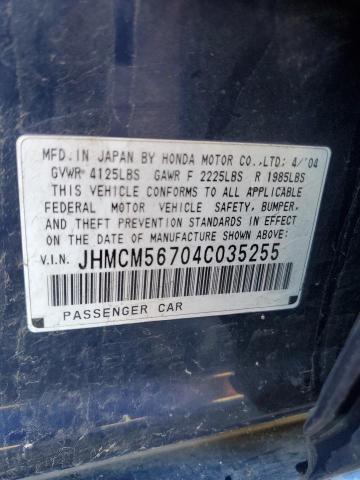 MFD.IN JAPAN BY HONDA MOTOR CO.,LTD: 4/'04
GVWR 4125LBS GAWR F 2225LBS R 1985LBS
THIS VEHICLE CONFORMS TO ALL APPLICABLE
FEDERAL MOTOR VEHICLE SAFETY, BUMPER,
AND THEFT PREVENTION STANDARDS IN EFFECT
ON THE DATE OF MANUFACTURE SHOWN ABOVE.
V.I.N. JHMCM56704C035255
PASSENGER CAR